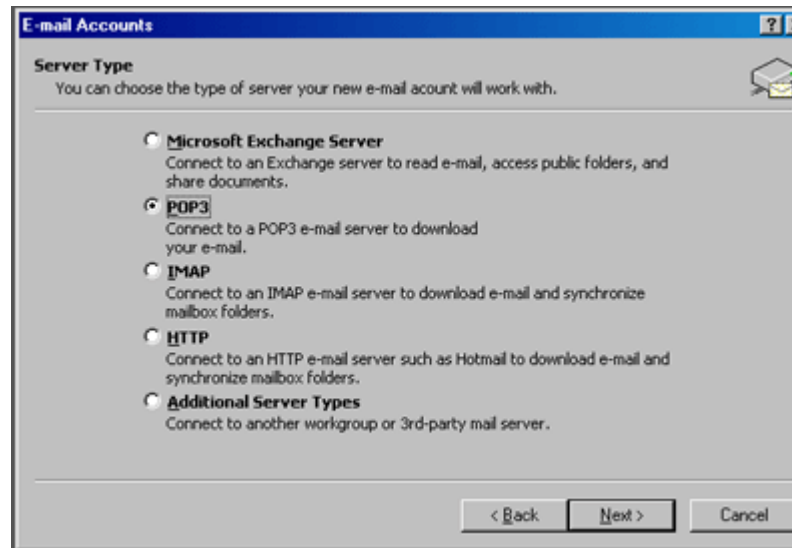 E-mail Accounts
Server Type
You can choose the type of server your new e-mail acount will work with.
Microsoft Exchange Server
Connect to an Exchange server to read e-mail, access public folders, and
share documents.
POP3
Connect to a POP3 e-mail server to download
your e-mail.
IMAP
Connect to an IMAP e-mail server to download e-mail and synchronize
mailbox folders.
HTTP
Connect to an HTTP e-mail server such as Hotmail to download e-mail and
synchronize mailbox folders.
Additional Server Types
Connect to another workgroup or 3rd-party mail server.
< Back Next > Cancel